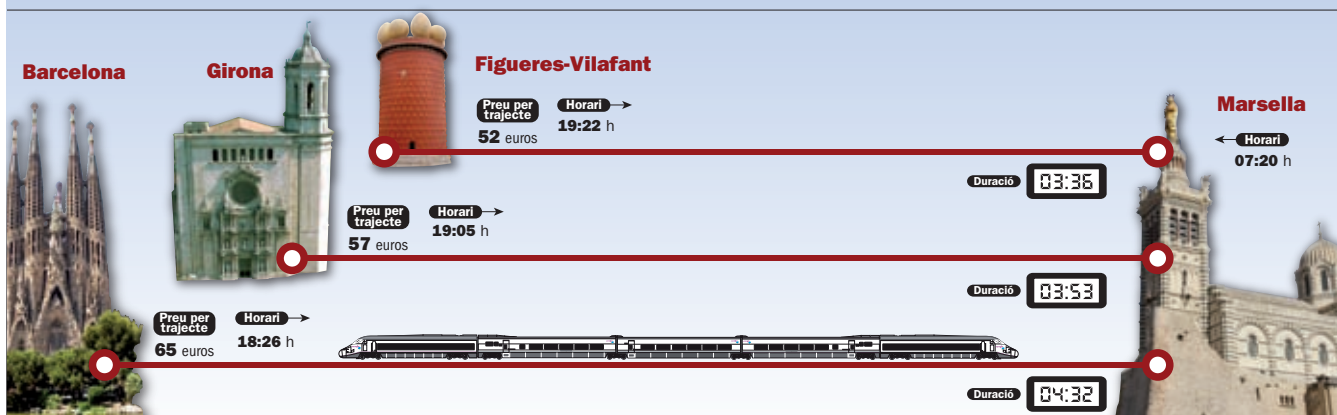 Barcelona
Girona
Figueres-Vilafant
Marsella
Preu per
trajecte
52 euros
Horari
19:22 h
Horari
07:20 h
Duració 03:36
Preu per
trajecte
57 euros
Horari
19:05 h
Duració 03:53
Preu per
trajecte
65 euros
Horari
18:26 h
Duració 04:32